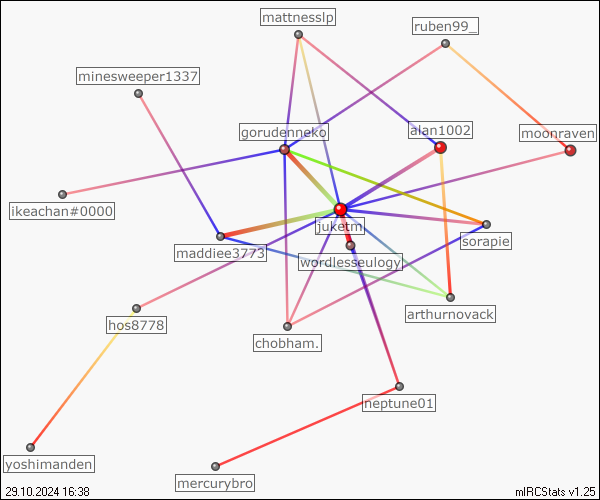 mattnesslp
ruben99_
minesweeper1337
gorudenneko
alan1002
moonraven
ikeachan#0000
juketm
sorapie
maddiee3773
wordlesseulogy
arthurnovack
hos8778
chobham.
neptune01
yoshimanden
mercurybro
29.10.2024 16:38
mIRCStats v1.25